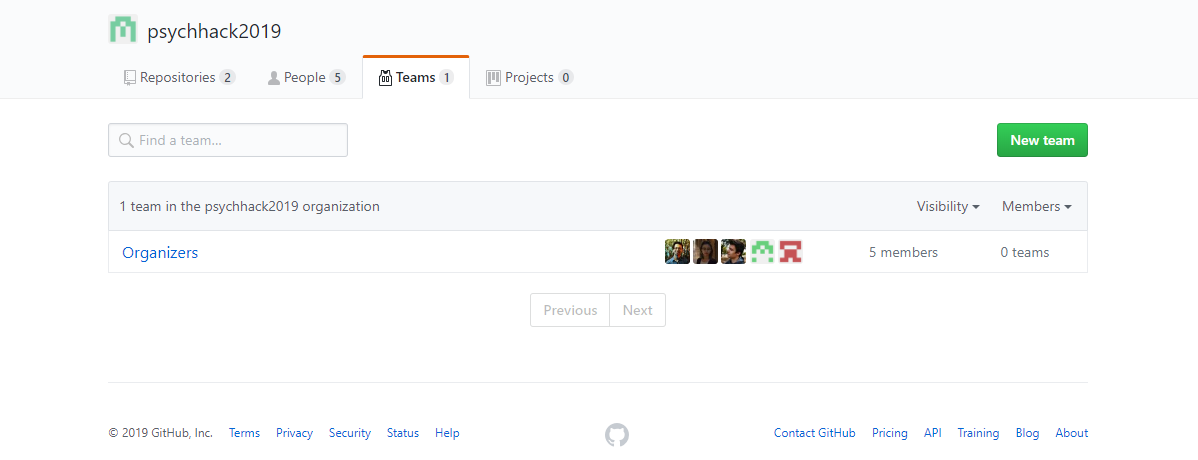 psychhack2019
Repositories 2 People 5 Teams 1 Projects 0
Find a team... New team
1 team in the psychhack2019 organization Visibility Members
Organizers 5 members 0 teams
Previous Next
© 2019 GitHub, Inc. Terms Privacy Security Status Help Contact GitHub Pricing API Training Blog About